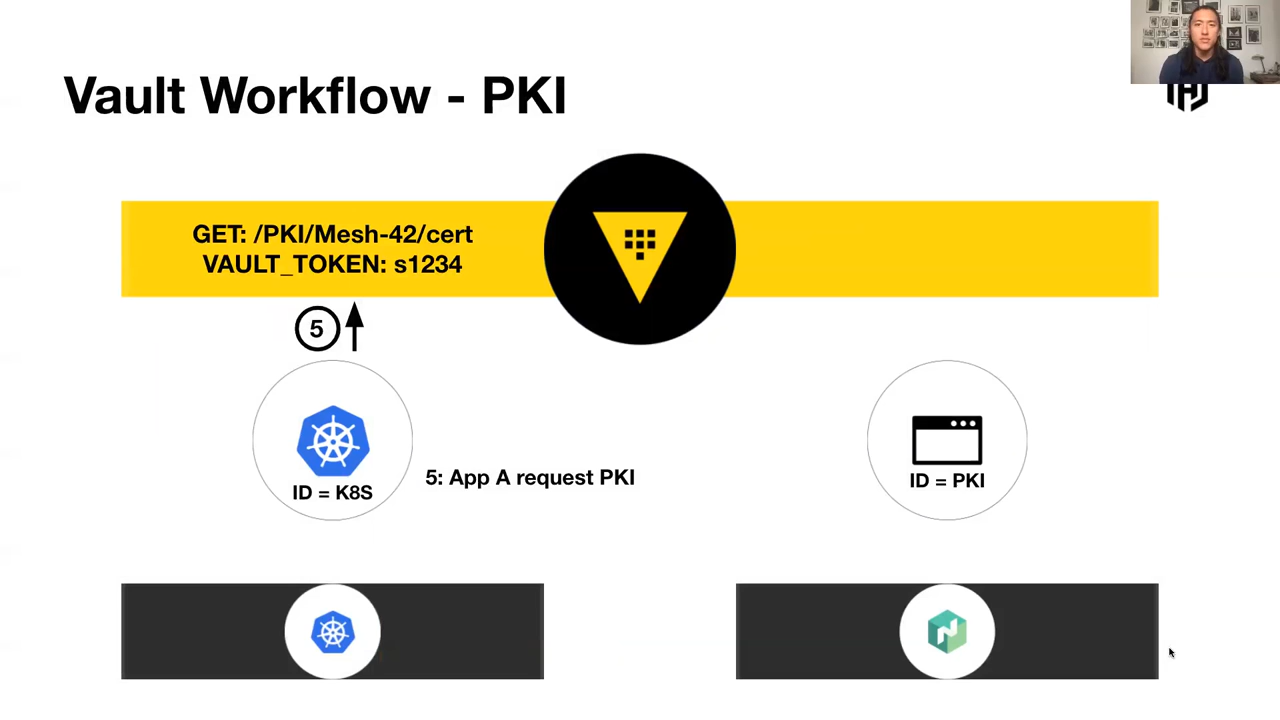 Vault Workflow - PKI
GET: /PKI/Mesh-42/cert
VAULT_TOKEN: s1234
5
ID = K8S
5: App A request PKI
ID = PKI